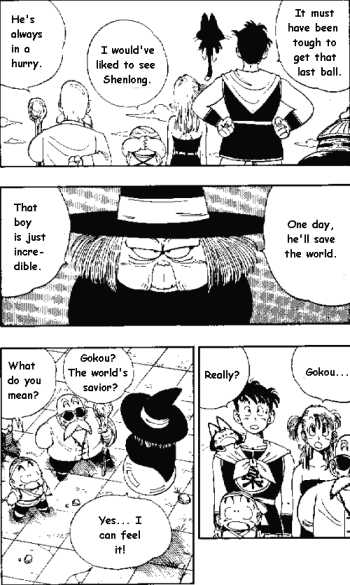 He's
always
in a
hurry.
I would've
liked to see
Shenlong.
It must
have been
tough to
get that
last ball.
That
boy
is just
incre-
dible.
One day,
he'll save
the world.
What
do you
mean?
Gokou?
The world's
savior?
Yes... I
can feel
it!
Really?
Gokou...